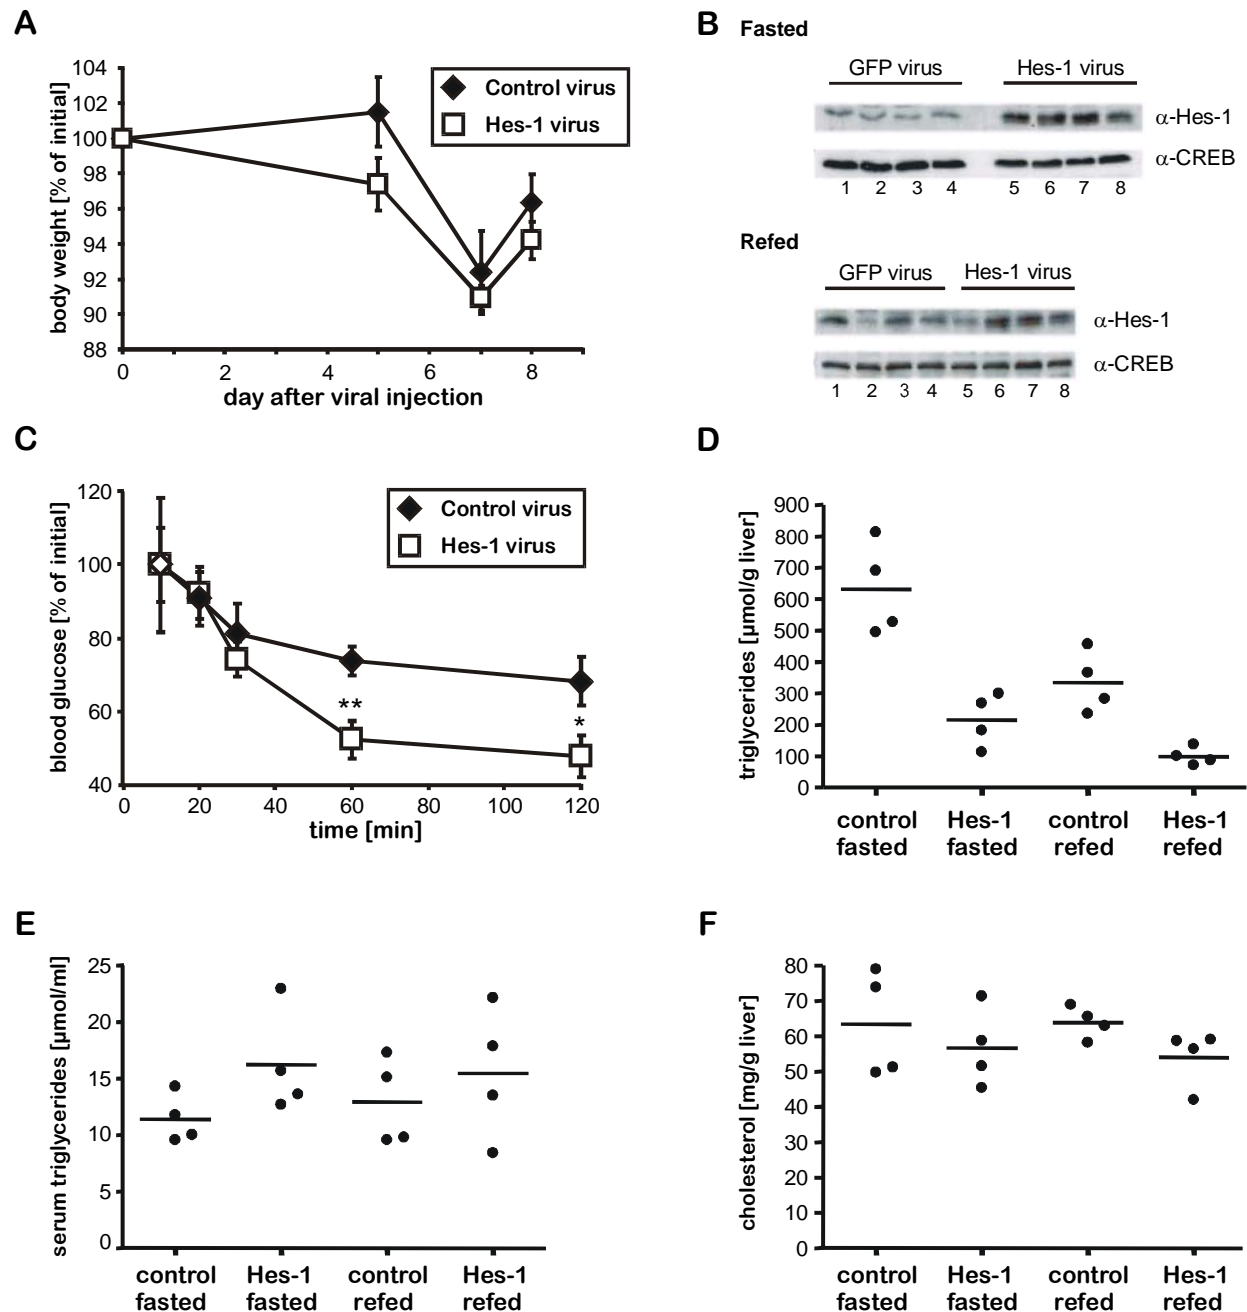 A
104
102
100
98
96
94
92
90
88
body weight [% of initial]
Control virus
Hes-1 virus
0 2 4 6 8
day after viral injection
B Fasted
GFP virus Hes-1 virus
α-Hes-1
α-CREB
1 2 3 4 5 6 7 8
Refed
GFP virus Hes-1 virus
α-Hes-1
α-CREB
1 2 3 4 5 6 7 8
C
120
100
80
60
40
blood glucose [% of initial]
Control virus
Hes-1 virus
**
*
0 20 40 60 80 100 120
time [min]
D
900
800
700
600
500
400
300
200
100
0
triglycerides [µmol/g liver]
control Hes-1 control Hes-1
fasted fasted refed refed
E
25
20
15
10
5
0
serum triglycerides [µmol/ml]
control Hes-1 control Hes-1
fasted fasted refed refed
F
80
70
60
50
40
30
20
10
0
cholesterol [mg/g liver]
control Hes-1 control Hes-1
fasted fasted refed refed